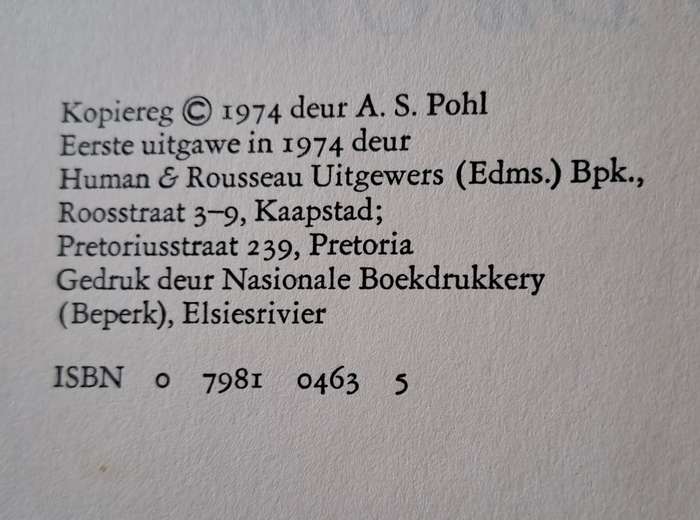 Kopiereg © 1974 deur A. S. Pohl
Eerste uitgawe in 1974 deur
Human & Rousseau Uitgewers (Edms.) Bpk.,
Roosstraat 3–9, Kaapstad;
Pretoriusstraat 239, Pretoria
Gedruk deur Nasionale Boekdrukkery
(Beperk), Elsiesrivier
ISBN 0 7981 0463 5